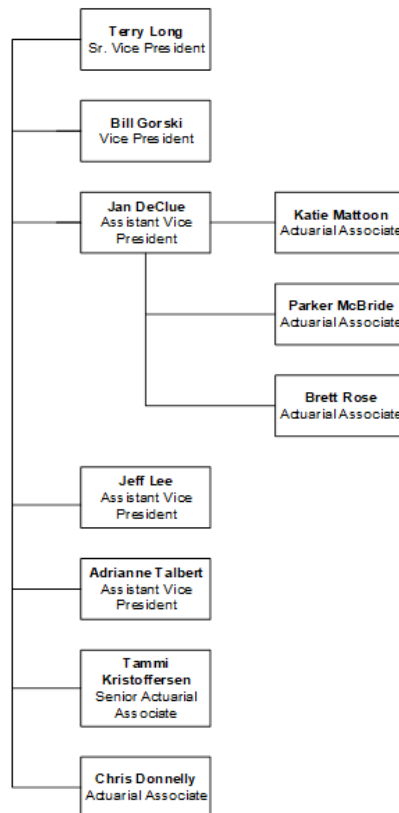 Terry Long
Sr. Vice President
Bill Gorski
Vice President
Jan DeClue
Assistant Vice
President
Katie Mattoon
Actuarial Associate
Parker McBride
Actuarial Associate
Brett Rose
Actuarial Associate
Jeff Lee
Assistant Vice
President
Adrianne Talbert
Assistant Vice
President
Tammi
Kristoffersen
Senior Actuarial
Associate
Chris Donnelly
Actuarial Associate